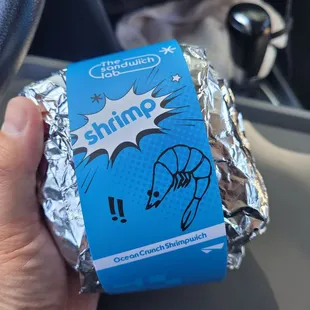 The
sandwich
lab
shrimp
!!
Ocean Crunch Shrimpwich